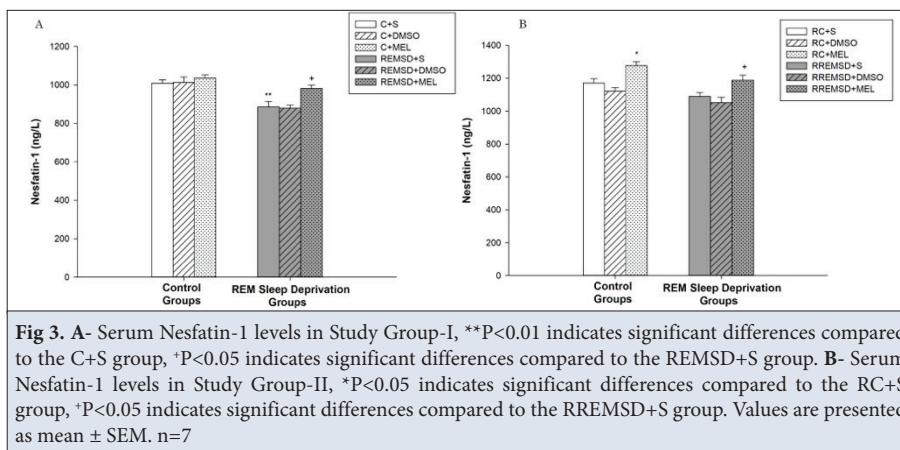 A
C+S
C+DMSO
C+MEL
REMSD+S
REMSD+DMSO
REMSD+MEL
1200
1000
800
600
400
200
0
Nesfatin-1 (ng/L)
**
+
Control
Groups
REM Sleep Deprivation
Groups
B
RC+S
RC+DMSO
RC+MEL
RREMSD+S
RREMSD+DMSO
RREMSD+MEL
1400
1200
1000
800
600
400
200
0
Nesfatin-1 (ng/L)
*
+
Control
Groups
REM Sleep Deprivation
Groups
Fig 3. A- Serum Nesfatin-1 levels in Study Group-I, **P<0.01 indicates significant differences compared
to the C+S group, ⁺P<0.05 indicates significant differences compared to the REMSD+S group. B- Serum
Nesfatin-1 levels in Study Group-II, *P<0.05 indicates significant differences compared to the RC+S
group, ⁺P<0.05 indicates significant differences compared to the RREMSD+S group. Values are presented
as mean ± SEM. n=7